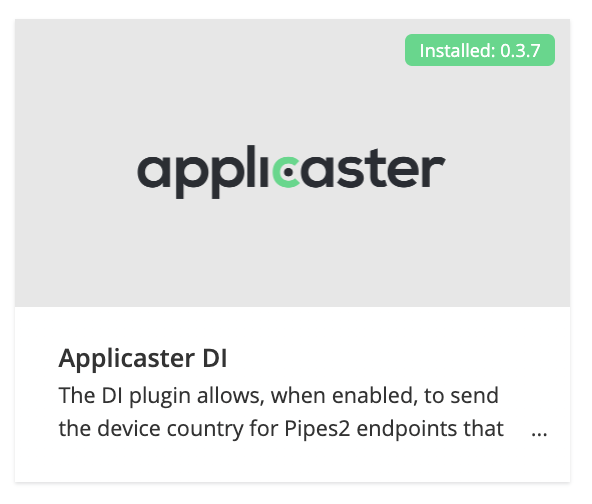 Installed: 0.3.7
applicaster
Applicaster DI
The DI plugin allows, when enabled, to send
the device country for Pipes2 endpoints that ...